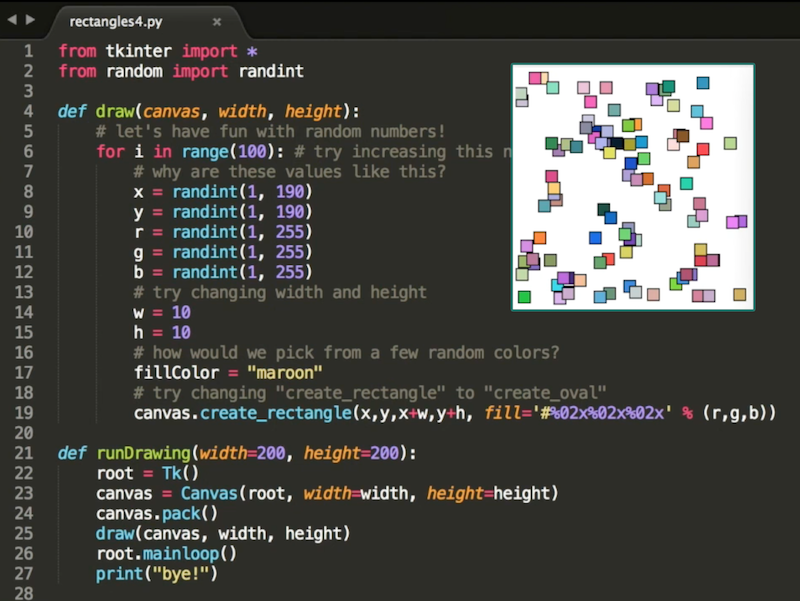 rectangles4.py ×
1 from tkinter import *
2 from random import randint
3
4 def draw(canvas, width, height):
5 # let's have fun with random numbers!
6 for i in range(100): # try increasing this n
7 # why are these values like this?
8 x = randint(1, 190)
9 y = randint(1, 190)
10 r = randint(1, 255)
11 g = randint(1, 255)
12 b = randint(1, 255)
13 # try changing width and height
14 w = 10
15 h = 10
16 # how would we pick from a few random colors?
17 fillColor = "maroon"
18 # try changing "create_rectangle" to "create_oval"
19 canvas.create_rectangle(x,y,x+w,y+h, fill='#%02x%02x%02x' % (r,g,b))
20
21 def runDrawing(width=200, height=200):
22 root = Tk()
23 canvas = Canvas(root, width=width, height=height)
24 canvas.pack()
25 draw(canvas, width, height)
26 root.mainloop()
27 print("bye!")
28